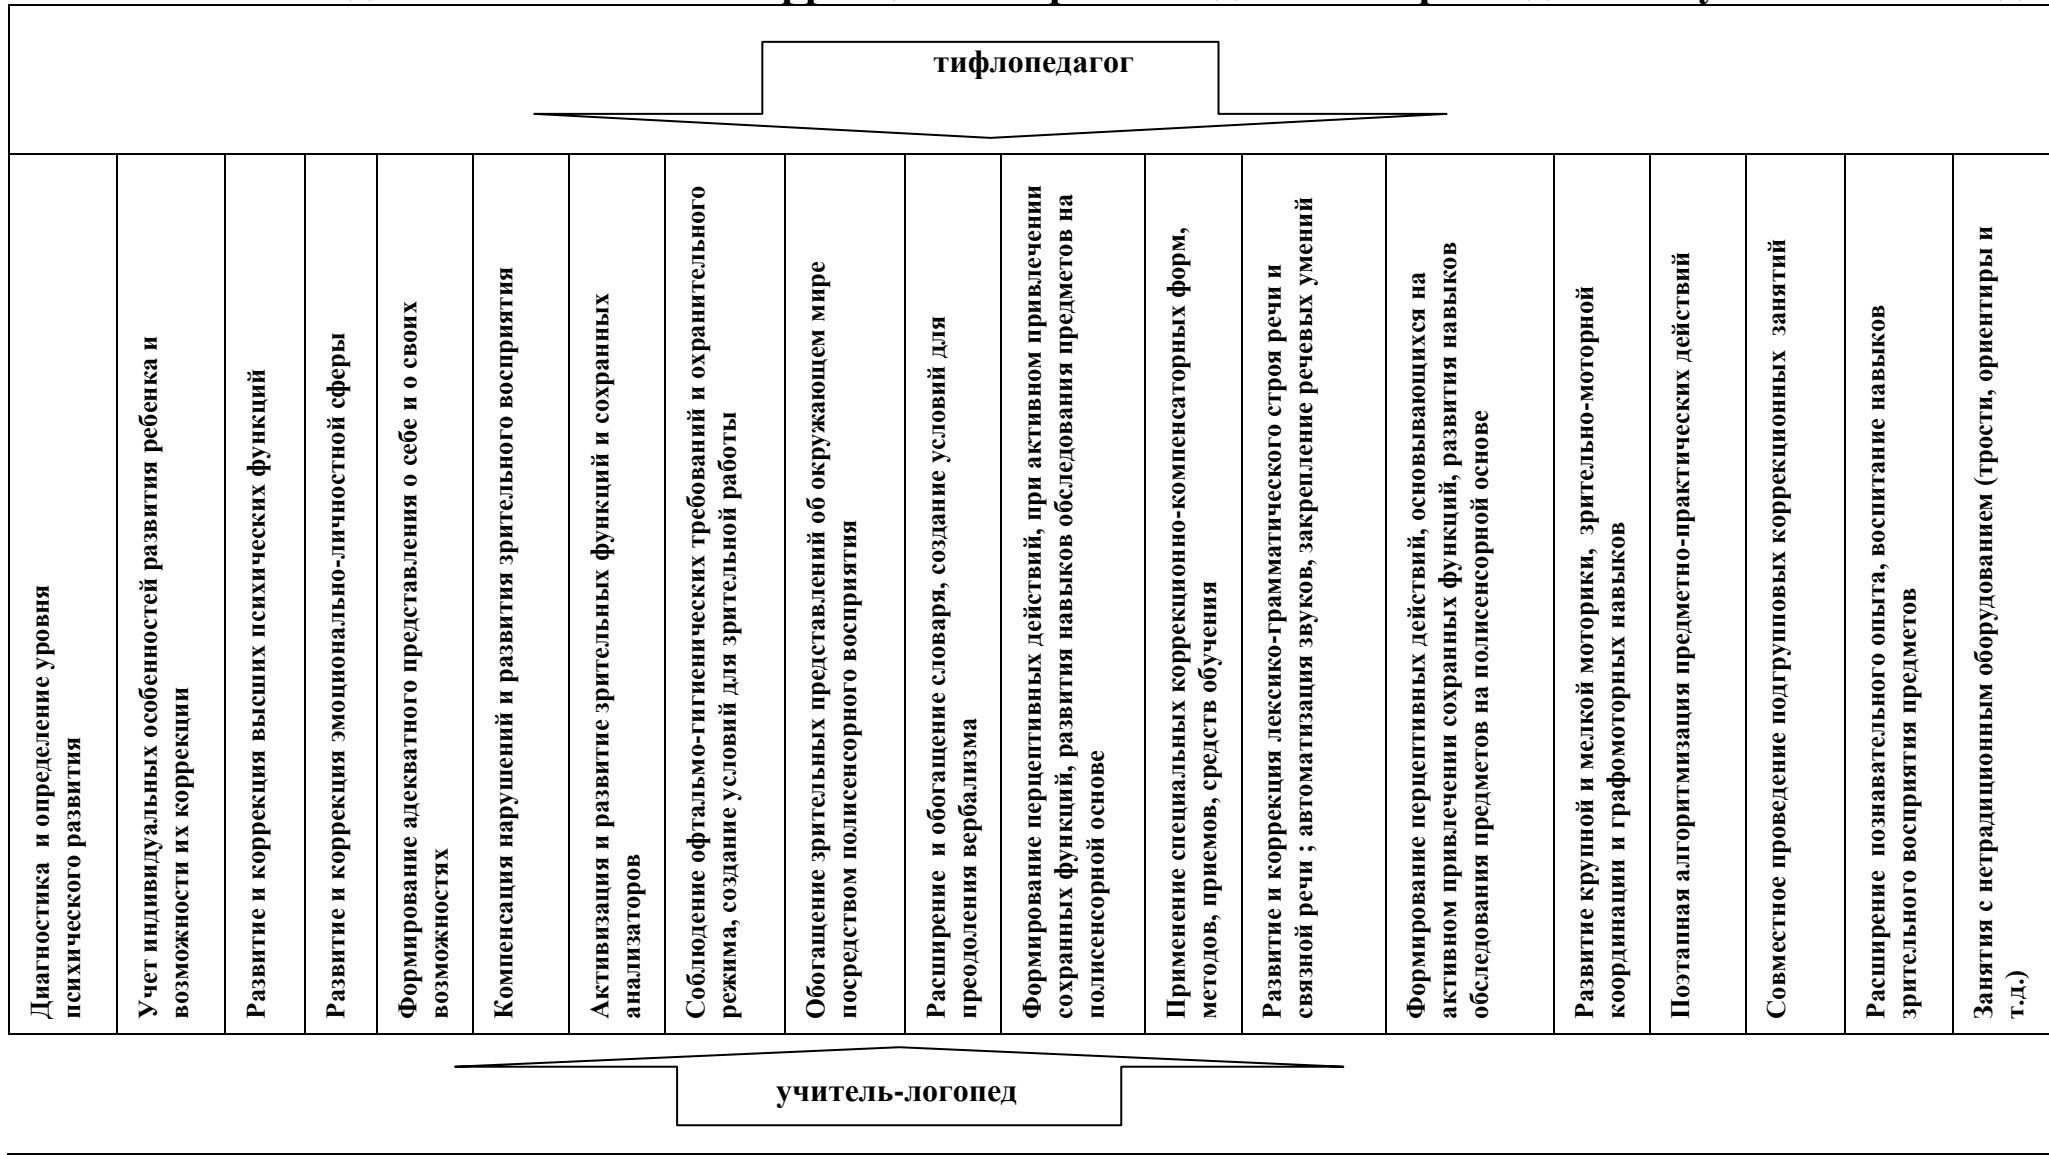 тифлопедагог
Диагностика и определение уровня
психического развития
Учет индивидуальных особенностей развития ребенка и
возможности их коррекции
Развитие и коррекция высших психических функций
Развитие и коррекция эмоционально-личностной сферы
Формирование адекватного представления о себе и о своих
возможностях
Компенсация нарушений и развития зрительного восприятия
Активизация и развитие зрительных функций и сохранных
анализаторов
Соблюдение офтальмо-гигиенических требований и охранительного
режима, создание условий для зрительной работы
Обогащение зрительных представлений об окружающем мире
посредством полисенсорного восприятия
Расширение и обогащение словаря, создание условий для
преодоления вербализма
Формирование перцептивных действий, при активном привлечении
сохранных функций, развития навыков обследования предметов на
полисенсорной основе
Применение специальных коррекционно-компенсаторных форм,
методов, приемов, средств обучения
Развитие и коррекция лексико-грамматического строя речи и
связной речи ; автоматизация звуков, закрепление речевых умений
Формирование перцептивных действий, основывающихся на
активном привлечении сохранных функций, развития навыков
обследования предметов на полисенсорной основе
Развитие крупной и мелкой моторики, зрительно-моторной
координации и графомоторных навыков
Поэтапная алгоритмизация предметно-практических действий
Совместное проведение подгрупповых коррекционных занятий
Расширение познавательного опыта, воспитание навыков
зрительного восприятия предметов
Занятия с нетрадиционным оборудованием (трости, ориентиры и
т.д.)
учитель-логопед